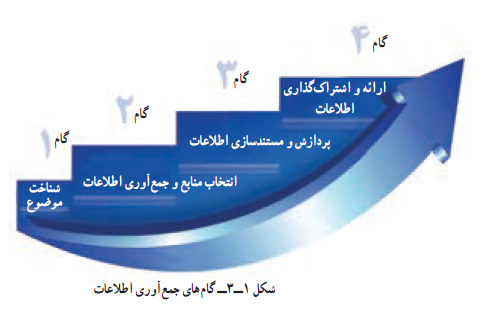 گام ۱
شناخت
موضوع
گام ۲
انتخاب منابع و جمع‌آوری اطلاعات
گام ۳
پردازش و مستندسازی اطلاعات
گام ۴
ارائه و اشتراک‌گذاری
اطلاعات
شکل ۱ــ۳ــ گام‌های جمع‌آوری اطلاعات